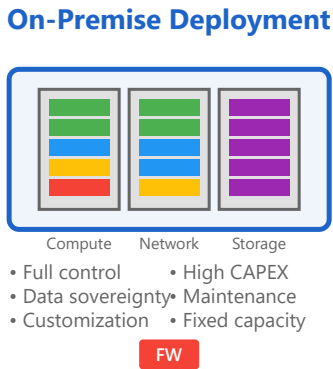 On-Premise Deployment
Compute Network Storage
• Full control • High CAPEX
• Data sovereignty • Maintenance
• Customization • Fixed capacity
FW